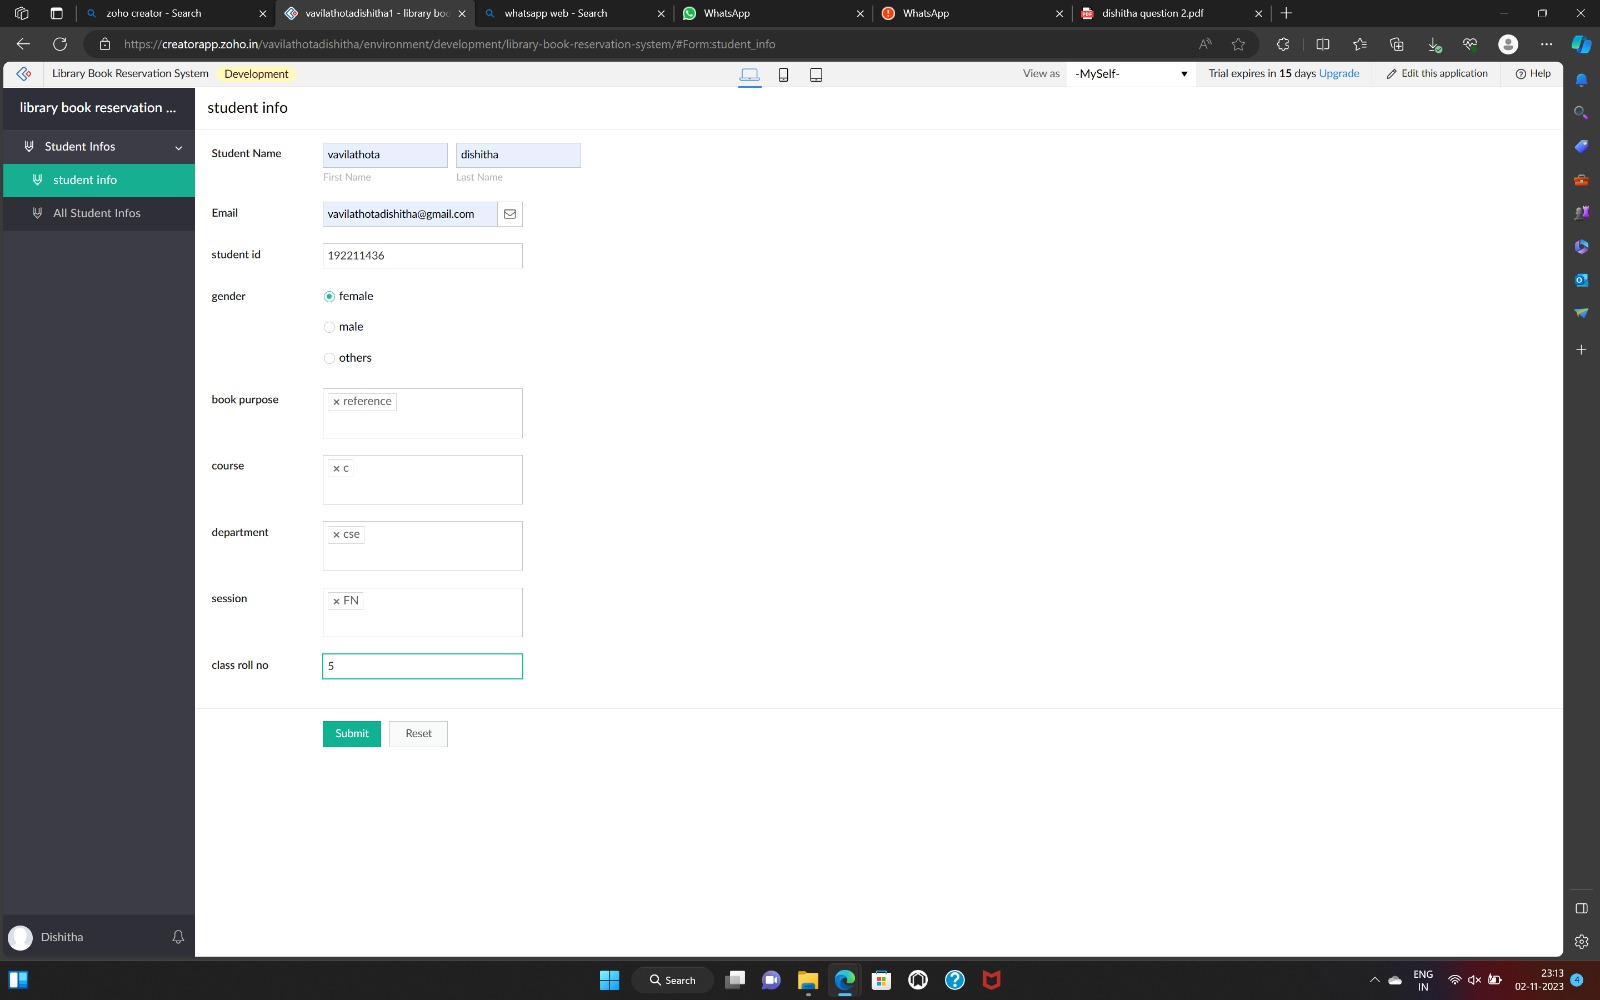 zoho creator - Search
vavilathotadishitha1 - library boo
whatsapp web - Search
WhatsApp
WhatsApp
dishitha question 2.pdf
https://creatorapp.zoho.in/vavilathotadishitha/environment/development/library-book-reservation-system/#Form:student_info
Library Book Reservation System
Development
View as
-MySelf-
Trial expires in 15 days Upgrade
Edit this application
Help
library book reservation ...
student info
Student Infos
student info
All Student Infos
Student Name
vavilathota
dishitha
First Name
Last Name
Email
vavilathotadishitha@gmail.com
student id
192211436
gender
female
male
others
book purpose
× reference
course
× c
department
× cse
session
× FN
class roll no
5
Submit
Reset
Dishitha
Search
ENG
IN
23:13
02-11-2023
4